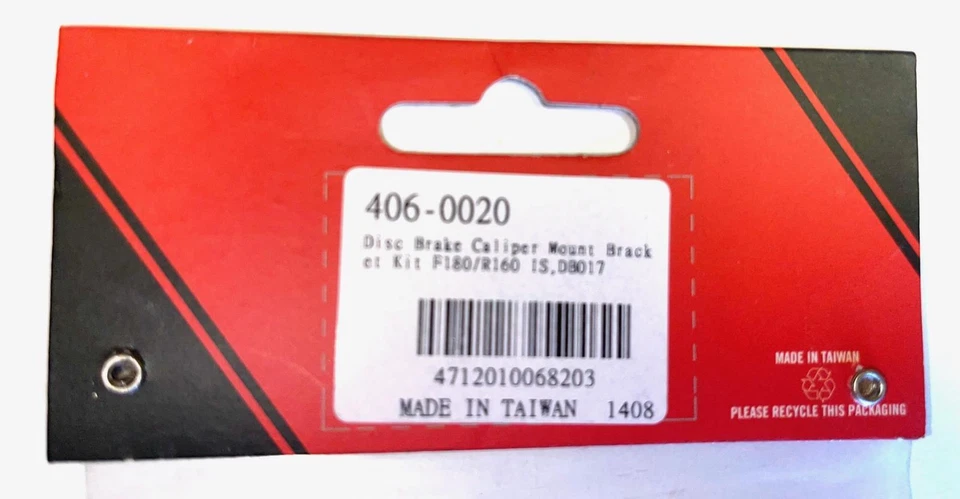 406-0020
Disc Brake Caliper Mount Brack
et Kit F180/R160 IS,DB017
4712010068203
MADE IN TAIWAN 1408
MADE IN TAIWAN
PLEASE RECYCLE THIS PACKAGING